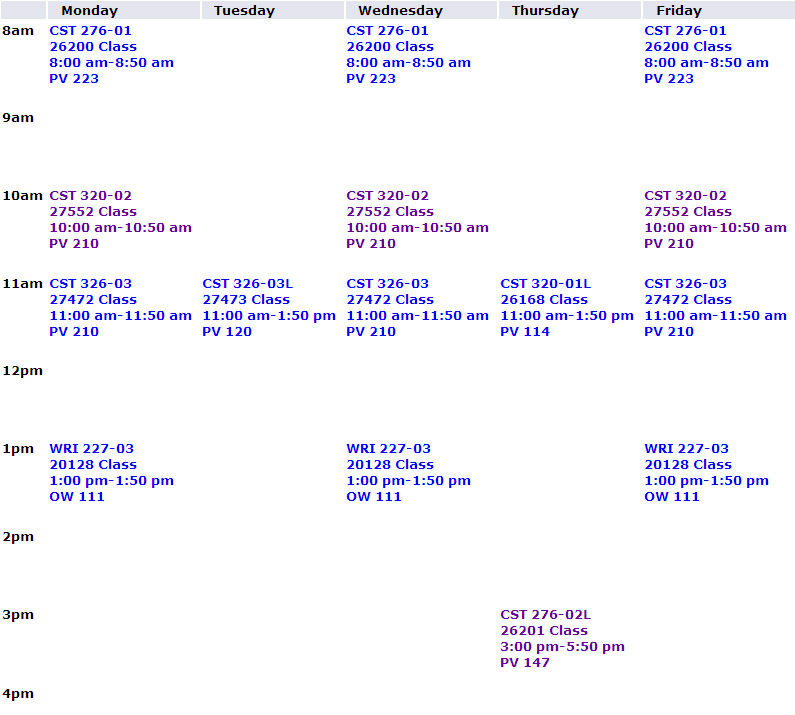 Monday Tuesday Wednesday Thursday Friday
8am CST 276-01 CST 276-01 CST 276-01
26200 Class 26200 Class 26200 Class
8:00 am-8:50 am 8:00 am-8:50 am 8:00 am-8:50 am
PV 223 PV 223 PV 223
9am
10am CST 320-02 CST 320-02 CST 320-02
27552 Class 27552 Class 27552 Class
10:00 am-10:50 am 10:00 am-10:50 am 10:00 am-10:50 am
PV 210 PV 210 PV 210
11am CST 326-03 CST 326-03L CST 326-03 CST 320-01L CST 326-03
27472 Class 27473 Class 27472 Class 26168 Class 27472 Class
11:00 am-11:50 am 11:00 am-1:50 pm 11:00 am-11:50 am 11:00 am-1:50 pm 11:00 am-11:50 am
PV 210 PV 120 PV 210 PV 114 PV 210
12pm
1pm WRI 227-03 WRI 227-03 WRI 227-03
20128 Class 20128 Class 20128 Class
1:00 pm-1:50 pm 1:00 pm-1:50 pm 1:00 pm-1:50 pm
OW 111 OW 111 OW 111
2pm
3pm CST 276-02L
26201 Class
3:00 pm-5:50 pm
PV 147
4pm